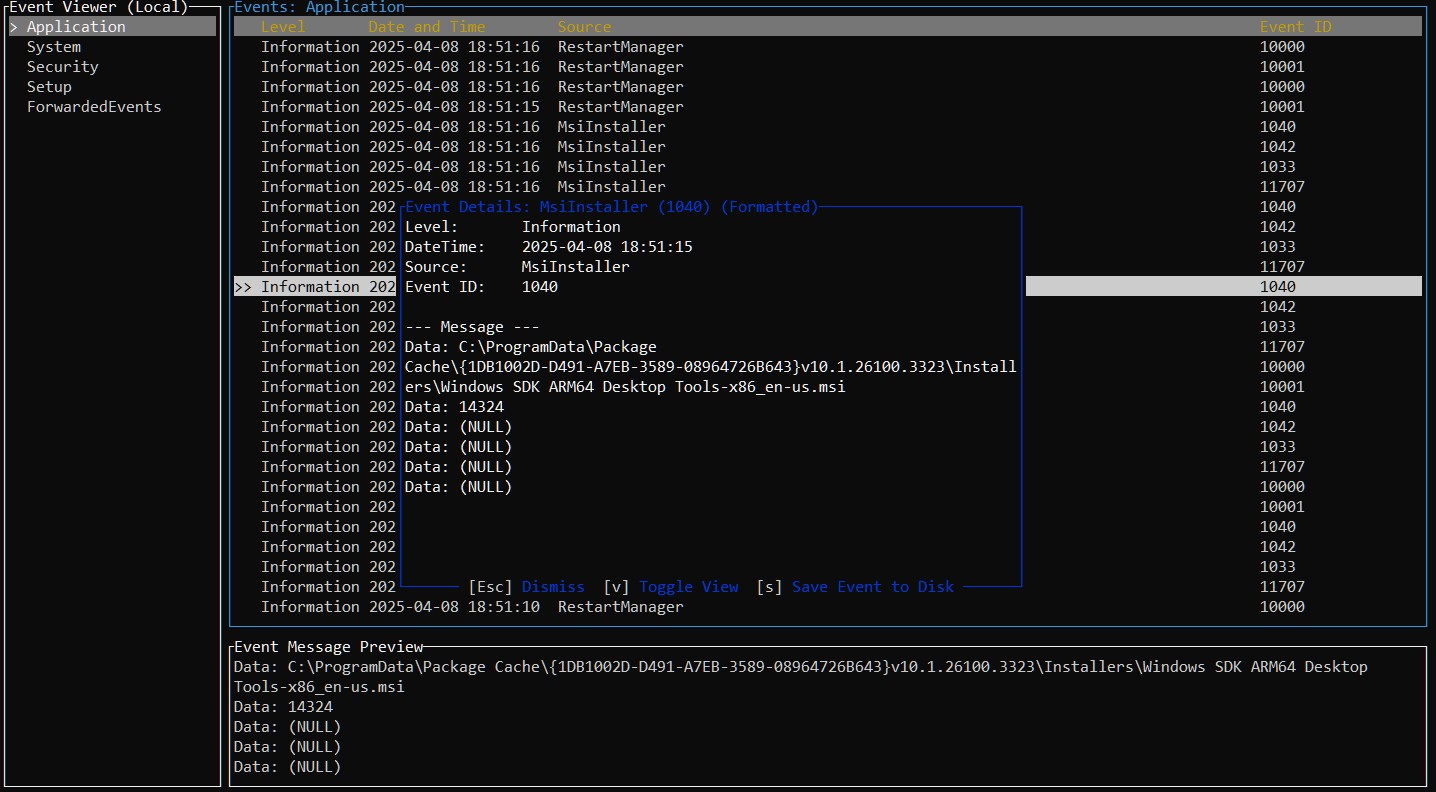 Event Viewer (Local)
> Application
System
Security
Setup
ForwardedEvents
Events: Application
Level Date and Time Source Event ID
Information 2025-04-08 18:51:16 RestartManager 10000
Information 2025-04-08 18:51:16 RestartManager 10001
Information 2025-04-08 18:51:16 RestartManager 10000
Information 2025-04-08 18:51:15 RestartManager 10001
Information 2025-04-08 18:51:16 MsiInstaller 1040
Information 2025-04-08 18:51:16 MsiInstaller 1042
Information 2025-04-08 18:51:16 MsiInstaller 1033
Information 2025-04-08 18:51:16 MsiInstaller 11707
Information 202 1040
Information 202 1042
Information 202 1033
Information 202 11707
>> Information 202 1040
Information 202 1042
Information 202 1033
Information 202 11707
Information 202 10000
Information 202 10001
Information 202 1040
Information 202 1042
Information 202 1033
Information 202 11707
Information 202 10000
Information 202 10001
Information 202 1040
Information 202 1042
Information 202 1033
Information 202 11707
Information 2025-04-08 18:51:10 RestartManager 10000
Event Details: MsiInstaller (1040) (Formatted)
Level: Information
DateTime: 2025-04-08 18:51:15
Source: MsiInstaller
Event ID: 1040
--- Message ---
Data: C:\ProgramData\Package
Cache\{1DB1002D-D491-A7EB-3589-08964726B643}v10.1.26100.3323\Install
ers\Windows SDK ARM64 Desktop Tools-x86_en-us.msi
Data: 14324
Data: (NULL)
Data: (NULL)
Data: (NULL)
Data: (NULL)
[Esc] Dismiss [v] Toggle View [s] Save Event to Disk
Event Message Preview
Data: C:\ProgramData\Package Cache\{1DB1002D-D491-A7EB-3589-08964726B643}v10.1.26100.3323\Installers\Windows SDK ARM64 Desktop
Tools-x86_en-us.msi
Data: 14324
Data: (NULL)
Data: (NULL)
Data: (NULL)